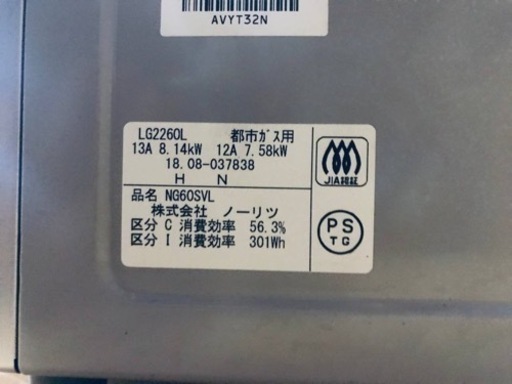 AVYT32N
LG2260L 都市ガス用
13A 8.14kW 12A 7.58kW
18.08-037838
H N
品名 NG60SVL
株式会社 ノーリツ
区分 C 消費効率 56.3%
区分 I 消費効率 301Wh
JIA認証
PS
TG